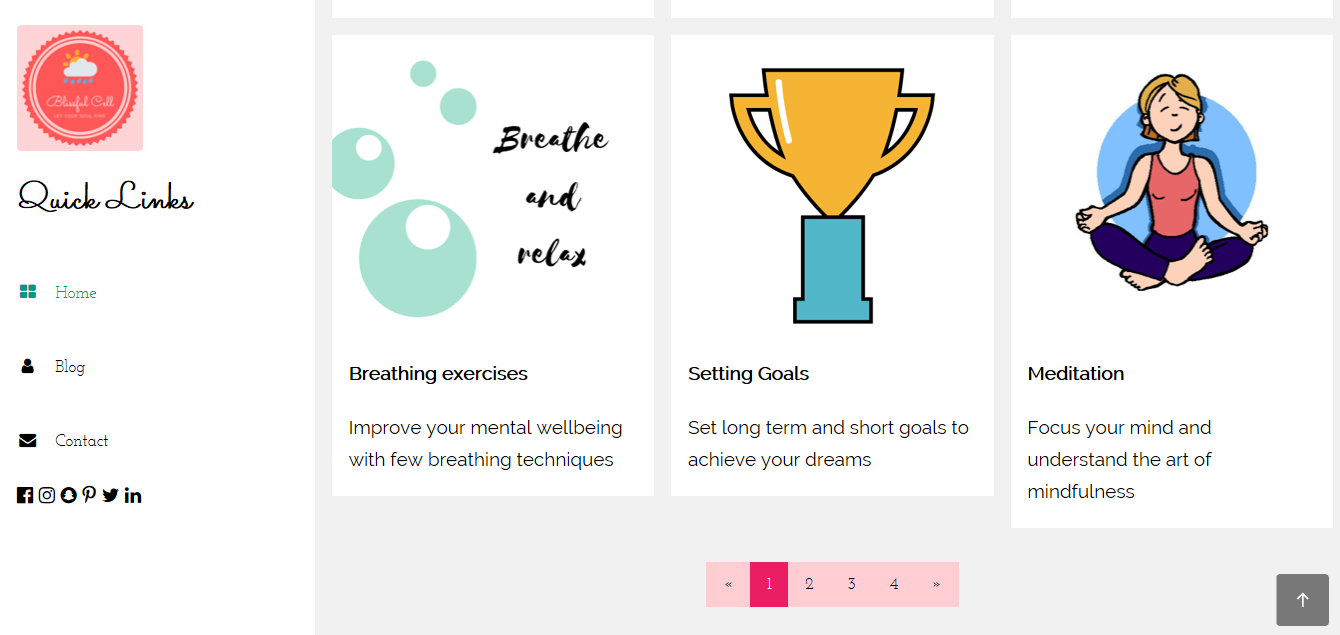 Blissful Cell
LET YOUR SOUL SING
Quick Links
Home
Blog
Contact
Breathe
and
relax
Breathing exercises
Improve your mental wellbeing
with few breathing techniques
Setting Goals
Set long term and short goals to
achieve your dreams
Meditation
Focus your mind and
understand the art of
mindfulness
« 1 2 3 4 »